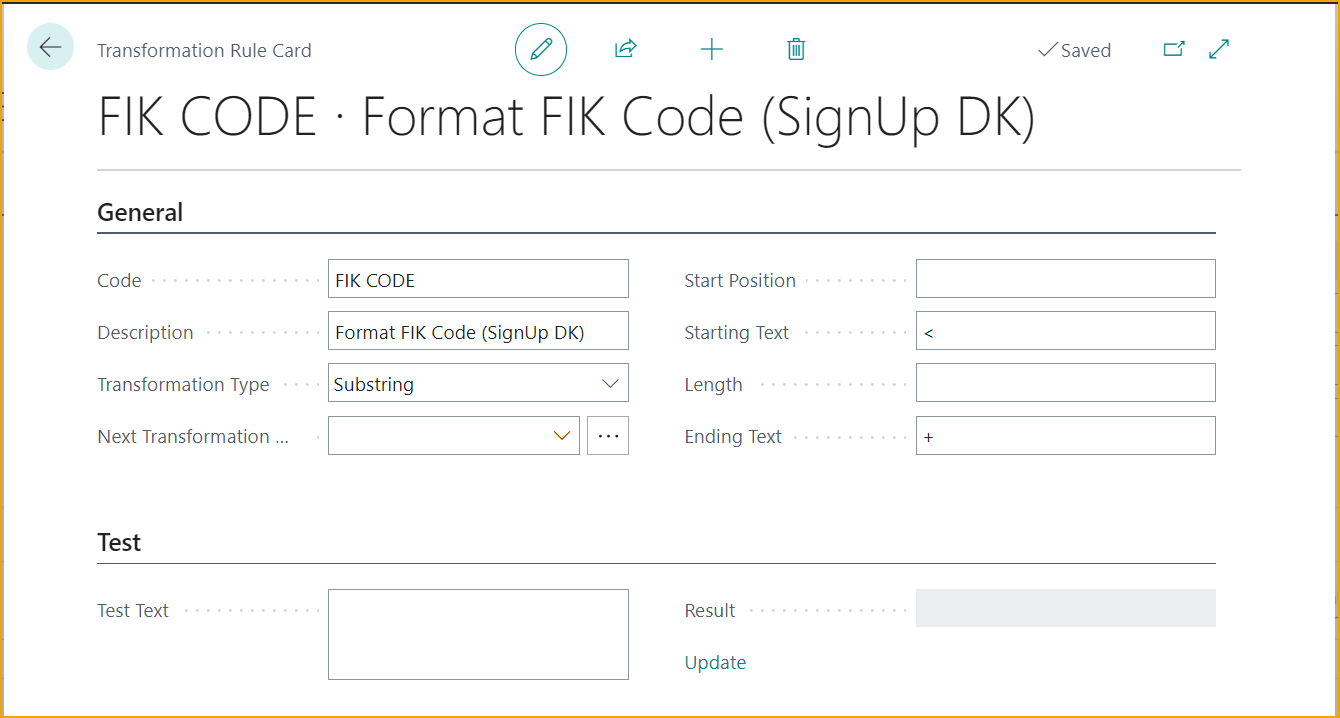 Transformation Rule Card
Saved
FIK CODE · Format FIK Code (SignUp DK)
General
Code FIK CODE
Start Position
Description Format FIK Code (SignUp DK)
Starting Text <
Transformation Type Substring
Length
Next Transformation ...
Ending Text +
Test
Test Text
Result
Update